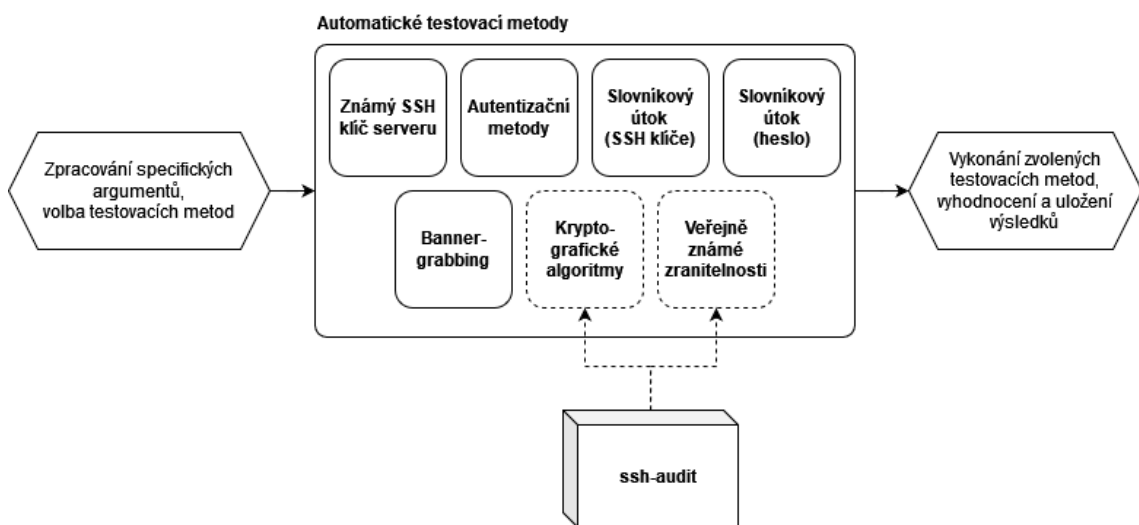 Automatické testovací metody
Známý SSH
klíč serveru
Autentizační
metody
Slovníkový
útok
(SSH klíče)
Slovníkový
útok
(heslo)
Zpracování specifických
argumentů,
volba testovacích metod
Vykonání zvolených
testovacích metod,
vyhodnocení a uložení
výsledků
Banner-
grabbing
Krypto-
grafické
algoritmy
Veřejně
známé
zranitelnosti
ssh-audit